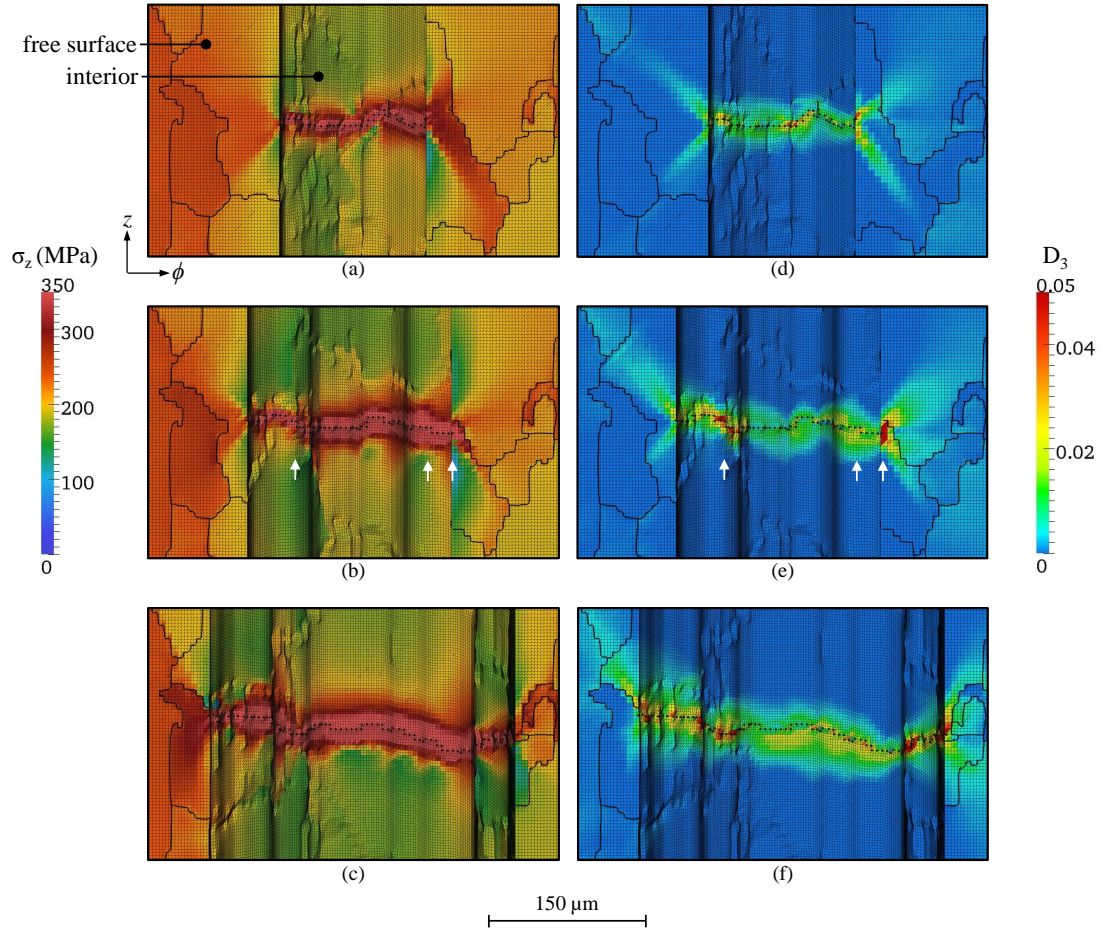 free surface
interior
z
ϕ
(a)
(d)
σz (MPa)
350
300
200
100
0
D3
0.05
0.04
0.02
0
(b)
(e)
(c)
(f)
150 µm